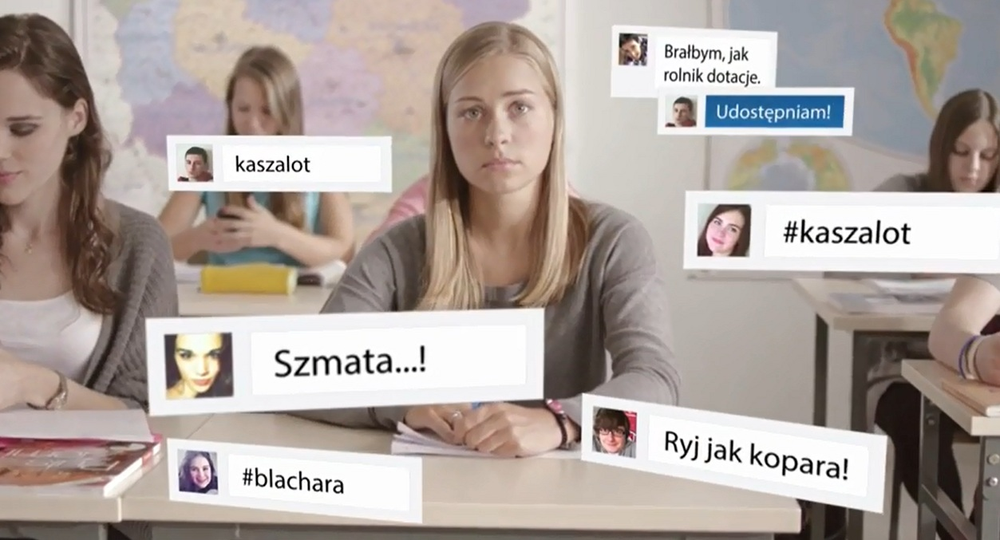 Brałbym, jak
rolnik dotacje.
Udostępniam!
kaszalot
#kaszalot
Szmata...!
Ryj jak kopara!
#blachara